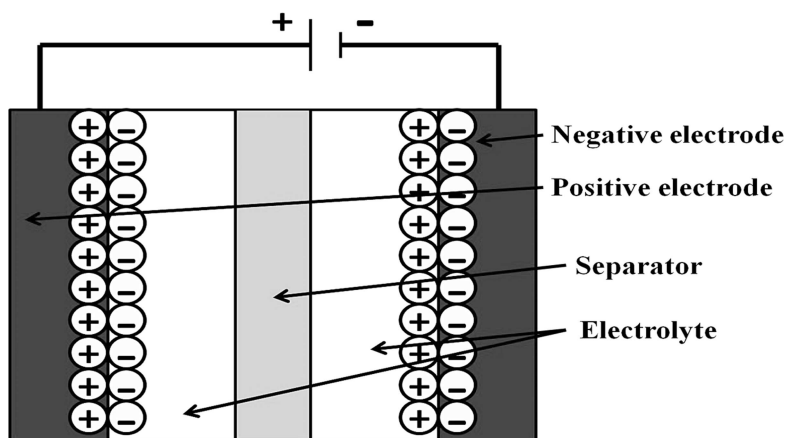 + -
Negative electrode
Positive electrode
Separator
Electrolyte
+ - + -
+ - + -
+ - + -
+ - + -
+ - + -
+ - + -
+ - + -
+ - + -
+ - + -
+ - + -